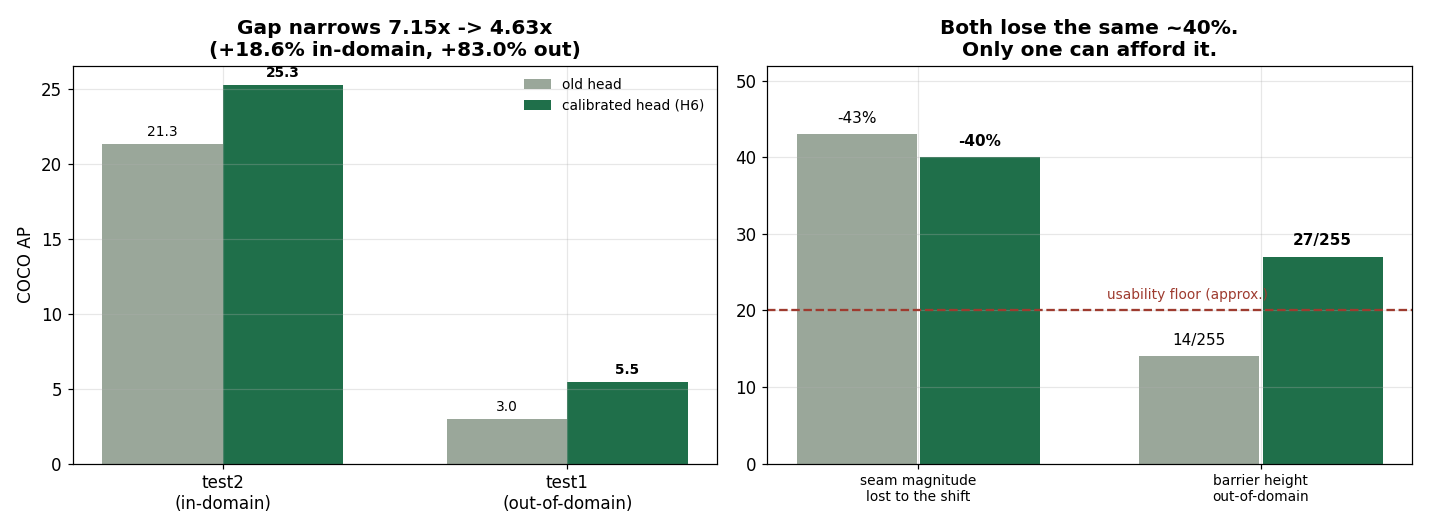 Gap narrows 7.15x -> 4.63x
(+18.6% in-domain, +83.0% out)
25.3
21.3
3.0
5.5
old head
calibrated head (H6)
COCO AP
25
20
15
10
5
0
test2
(in-domain)
test1
(out-of-domain)
Both lose the same ~40%.
Only one can afford it.
50
40
30
20
10
0
-43%
-40%
27/255
usability floor (approx.)
14/255
seam magnitude
lost to the shift
barrier height
out-of-domain